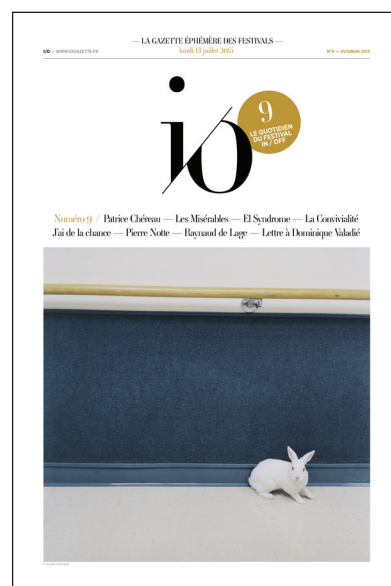 — LA GAZETTE ÉPHÉMÈRE DES FESTIVALS —
I/O — WWW.IOGAZETTE.FR
lundi 13 juillet 2015
N°9 — AVIGNON 2015
i/o
9
LE QUOTIDIEN
DU FESTIVAL
IN / OFF
Numéro 9 / Patrice Chéreau — Les Misérables — El Syndrome — La Convivialité
J'ai de la chance — Pierre Notte — Raynaud de Lage — Lettre à Dominique Valadié